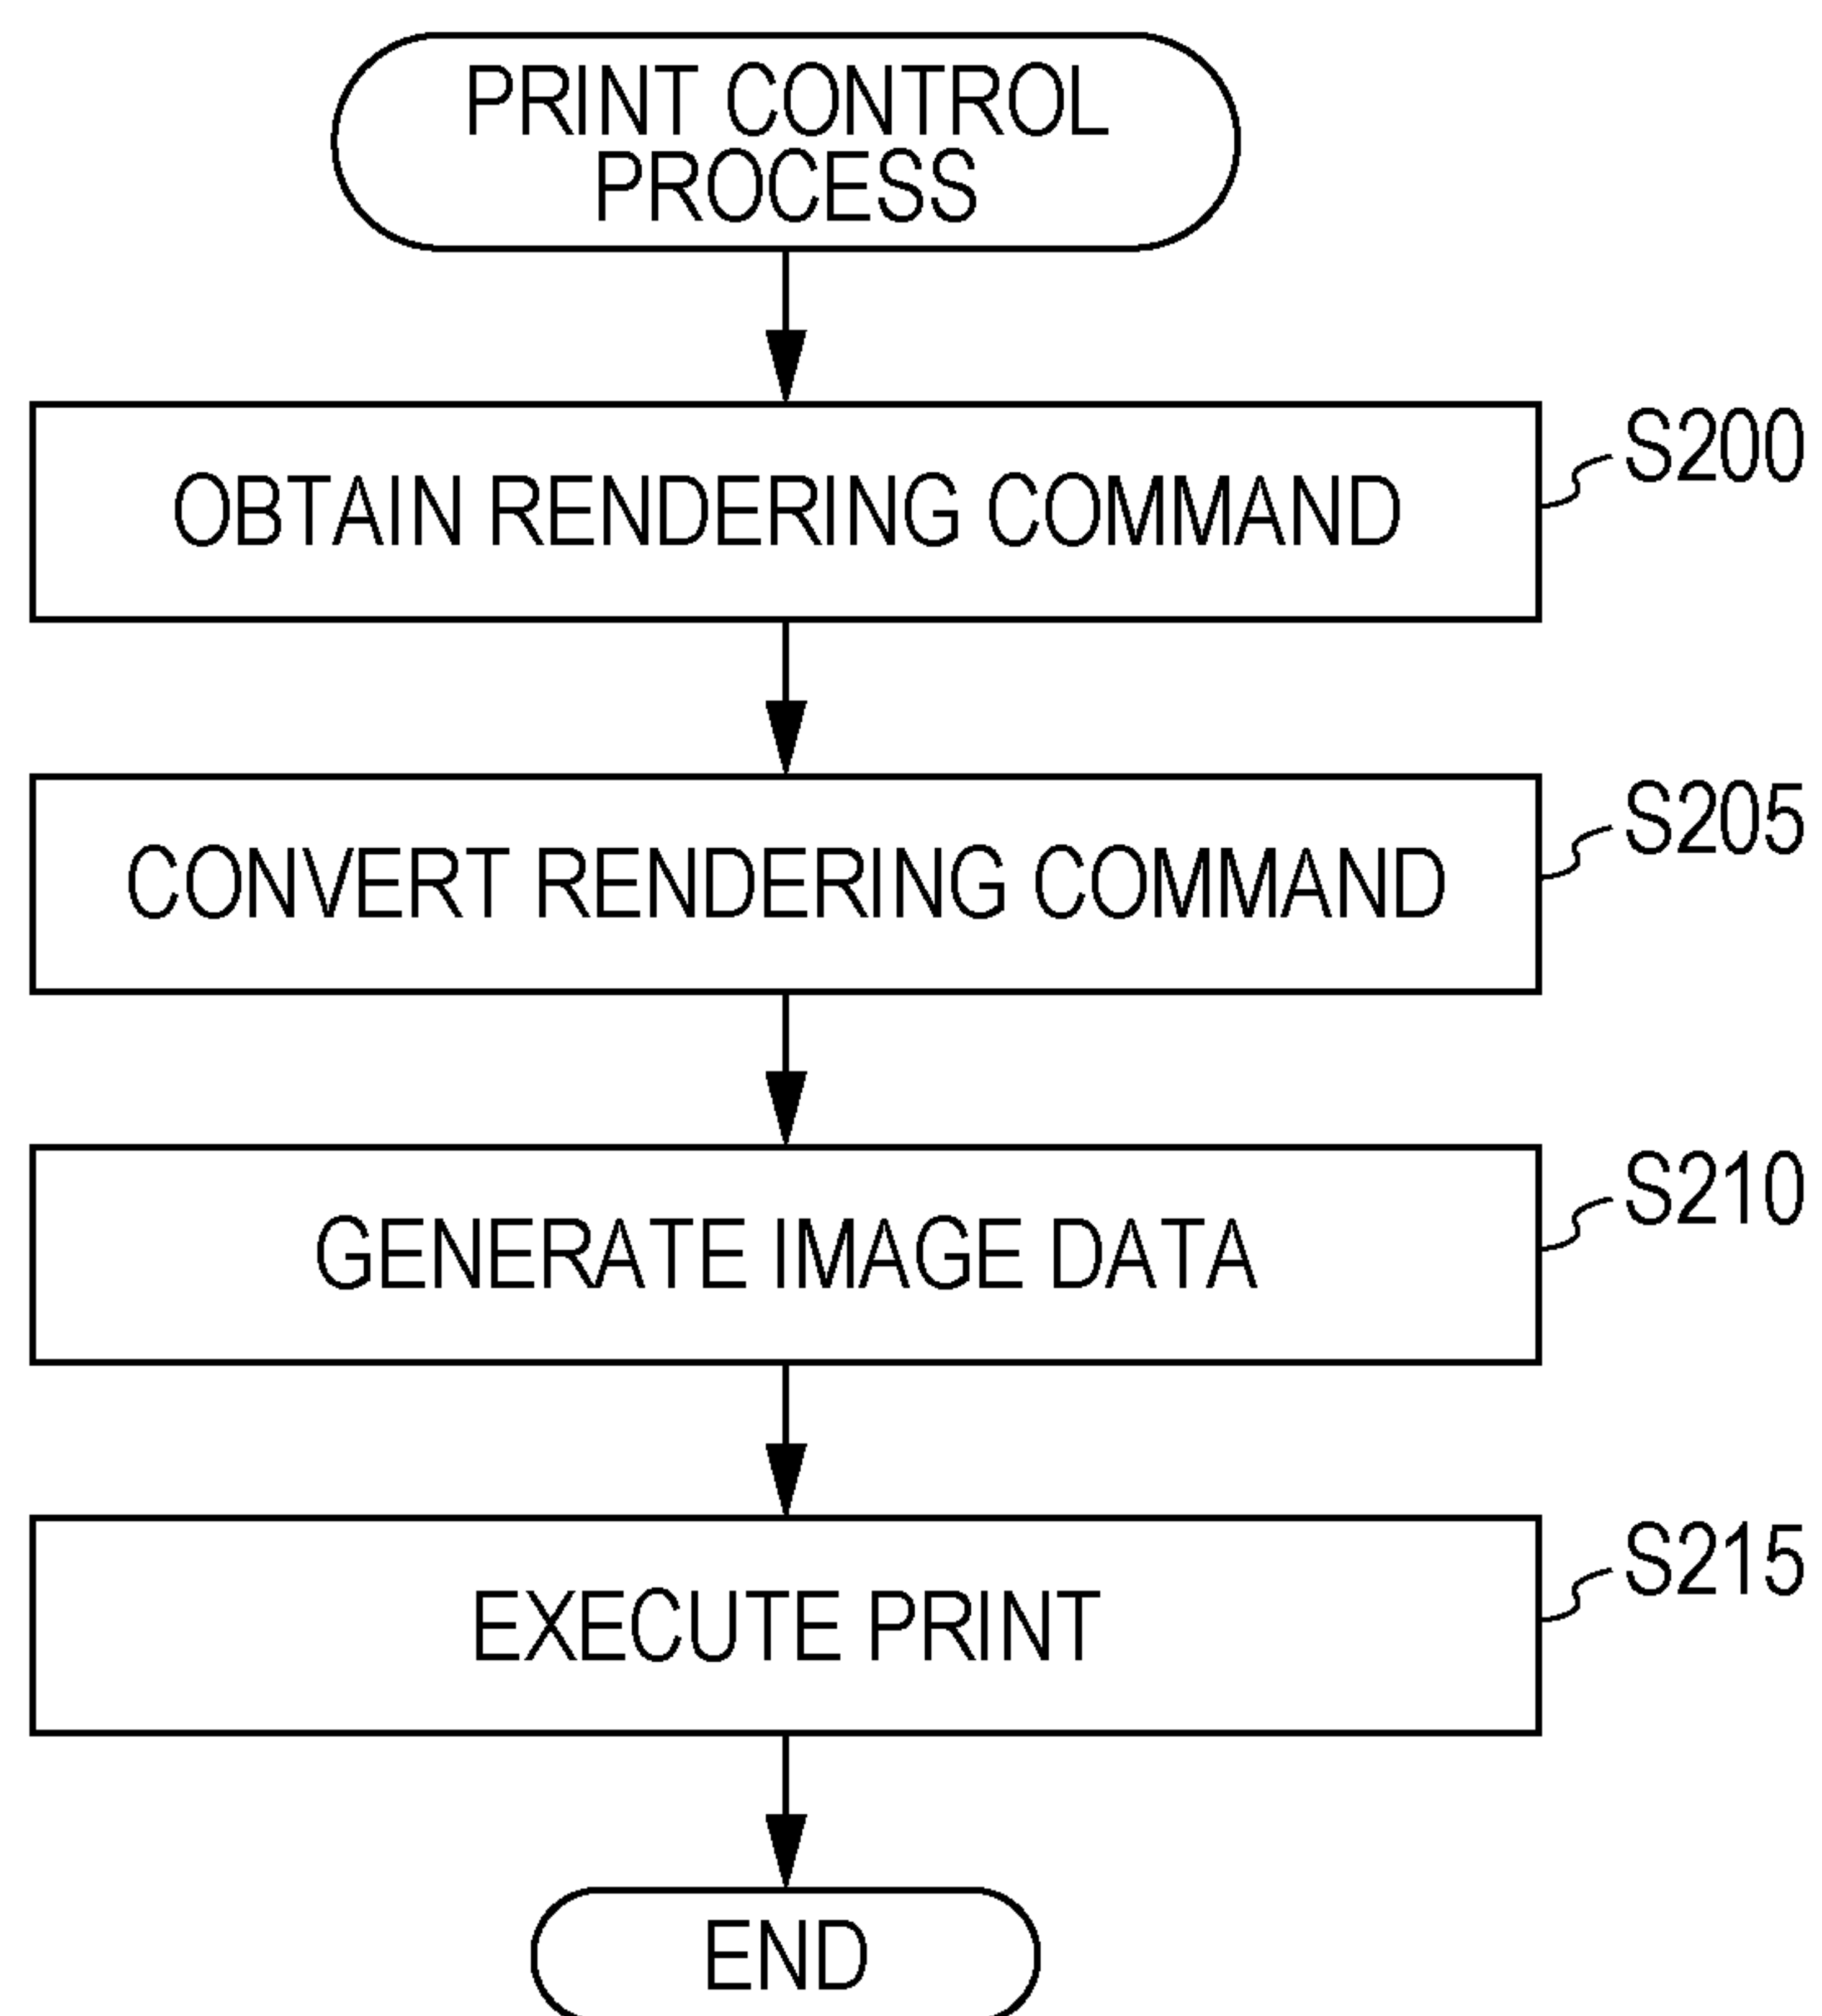 PRINT CONTROL
PROCESS
OBTAIN RENDERING COMMAND
S200
CONVERT RENDERING COMMAND
S205
GENERATE IMAGE DATA
S210
EXECUTE PRINT
S215
END